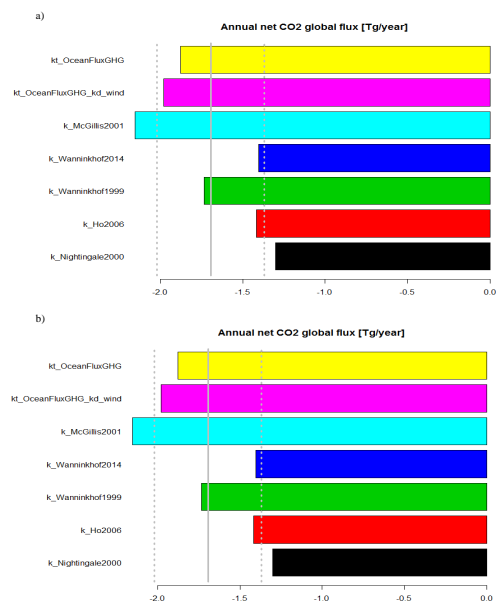 a)
Annual net CO2 global flux [Tg/year]
kt_OceanFluxGHG
kt_OceanFluxGHG_kd_wind
k_McGillis2001
k_Wanninkhof2014
k_Wanninkhof1999
k_Ho2006
k_Nightingale2000
-2.0 -1.5 -1.0 -0.5 0.0
b)
Annual net CO2 global flux [Tg/year]
kt_OceanFluxGHG
kt_OceanFluxGHG_kd_wind
k_McGillis2001
k_Wanninkhof2014
k_Wanninkhof1999
k_Ho2006
k_Nightingale2000
-2.0 -1.5 -1.0 -0.5 0.0